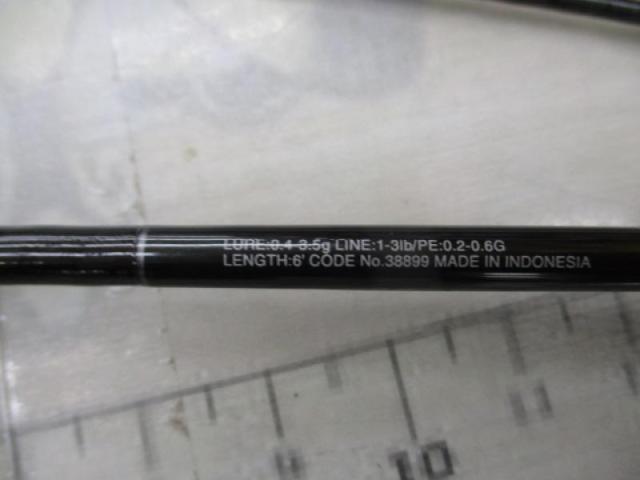 LURE:0.4-3.5g LINE:1-3lb/PE:0.2-0.6G
LENGTH:6' CODE No.38899 MADE IN INDONESIA
10